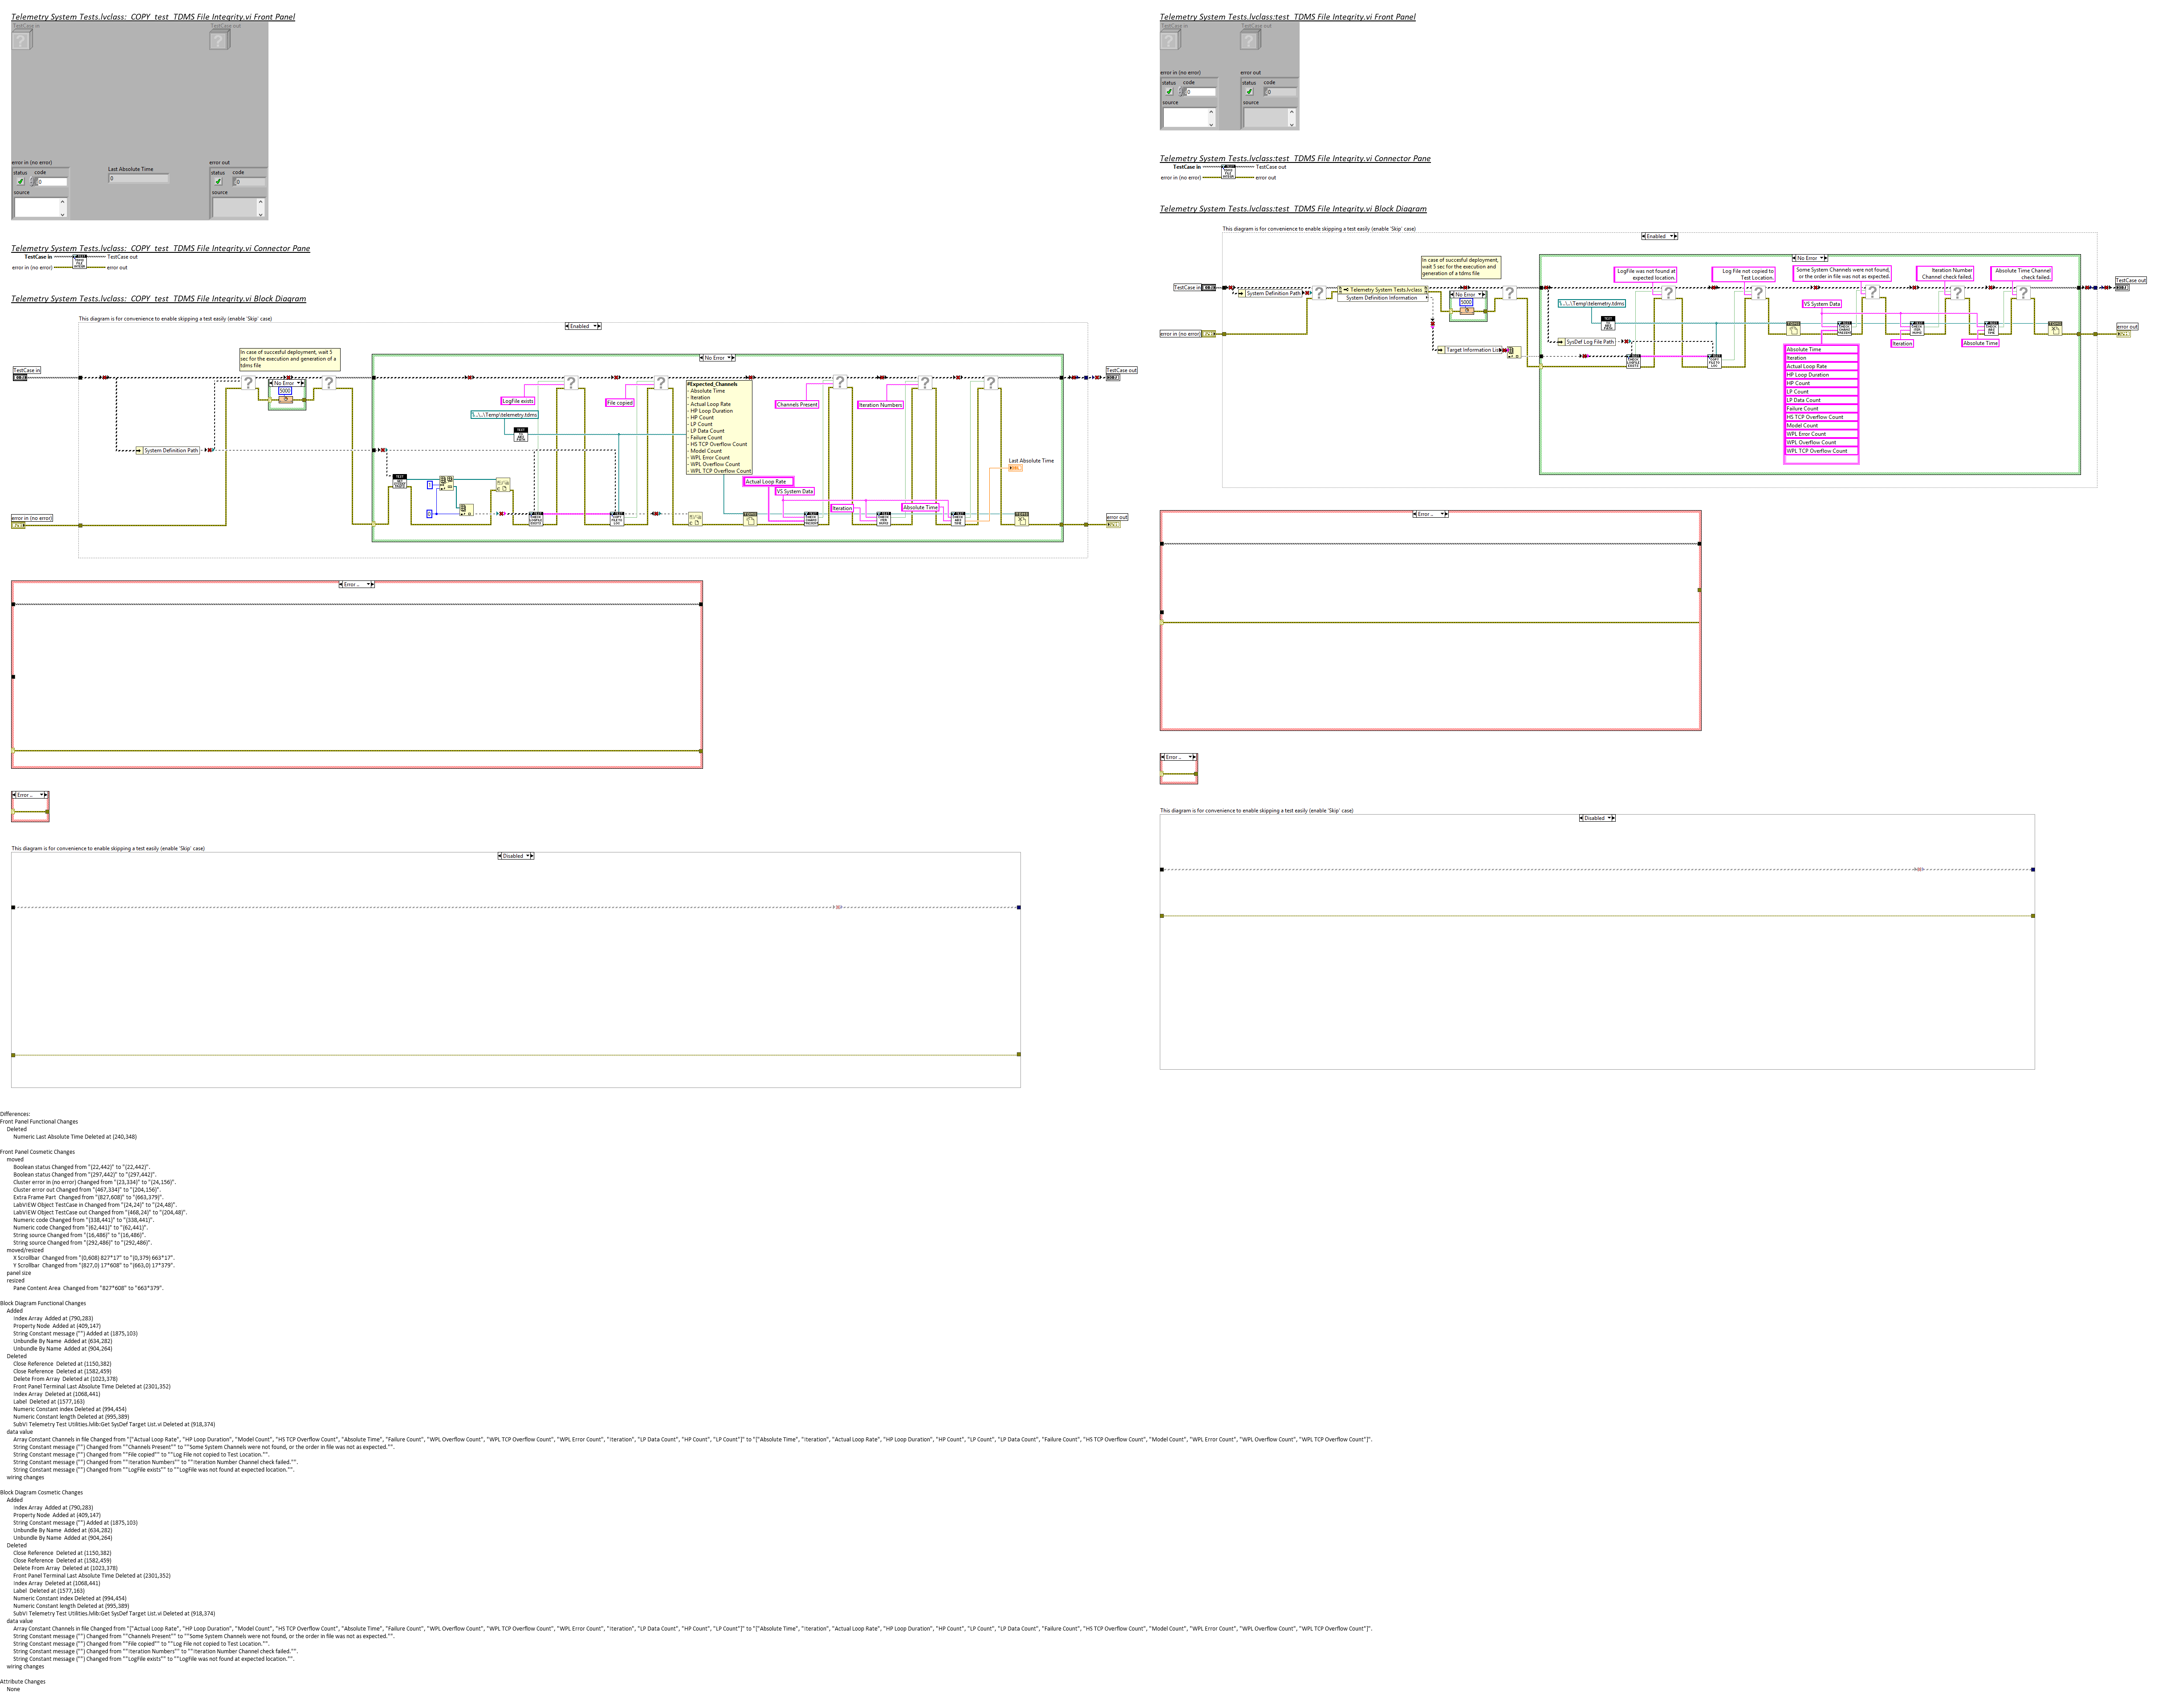 Telemetry System Tests.lvclass:_COPY_test_TDMS File Integrity.vi Front Panel
TestCase in
TestCase out
error in (no error)
status
code
0
source
Last Absolute Time
0
error out
status
code
0
source
Telemetry System Tests.lvclass:_COPY_test_TDMS File Integrity.vi Connector Pane
TestCase in
TestCase out
error in (no error)
error out
Telemetry System Tests.lvclass:_COPY_test_TDMS File Integrity.vi Block Diagram
This diagram is for convenience to enable skipping a test easily (enable 'Skip' case)
Enabled
In case of succesful deployment, wait 5
sec for the execution and generation of a
tdms file
No Error
5000
No Error
TestCase in
TestCase out
LogFile exists
File copied
\..\..\Temp\telemetry.tdms
#Expected_Channels
- Absolute Time
- Iteration
- Actual Loop Rate
- HP Loop Duration
- HP Count
- LP Count
- LP Data Count
- Failure Count
- HS TCP Overflow Count
- Model Count
- WPL Error Count
- WPL Overflow Count
- WPL TCP Overflow Count
Channels Present
Iteration Numbers
System Definition Path
Last Absolute Time
Actual Loop Rate
VS System Data
Iteration
Absolute Time
1
0
error in (no error)
error out
Error ..
Error ..
This diagram is for convenience to enable skipping a test easily (enable 'Skip' case)
Disabled
Telemetry System Tests.lvclass:test_TDMS File Integrity.vi Front Panel
TestCase in
TestCase out
error in (no error)
status
code
0
source
error out
status
code
0
source
Telemetry System Tests.lvclass:test_TDMS File Integrity.vi Connector Pane
TestCase in
TestCase out
error in (no error)
error out
Telemetry System Tests.lvclass:test_TDMS File Integrity.vi Block Diagram
This diagram is for convenience to enable skipping a test easily (enable 'Skip' case)
Enabled
In case of succesful deployment,
wait 5 sec for the execution and
generation of a tdms file
No Error
LogFile was not found at
expected location.
Log File not copied to
Test Location.
Some System Channels were not found,
or the order in file was not as expected.
Iteration Number
Channel check failed.
Absolute Time Channel
check failed.
TestCase in
TestCase out
System Definition Path
Telemetry System Tests.lvclass
System Definition Information
No Error
5000
\..\..\Temp\telemetry.tdms
VS System Data
error in (no error)
error out
SysDef Log File Path
Target Information List
Iteration
Absolute Time
Absolute Time
Iteration
Actual Loop Rate
HP Loop Duration
HP Count
LP Count
LP Data Count
Failure Count
HS TCP Overflow Count
Model Count
WPL Error Count
WPL Overflow Count
WPL TCP Overflow Count
Error ..
Error ..
This diagram is for convenience to enable skipping a test easily (enable 'Skip' case)
Disabled
Differences:
Front Panel Functional Changes
Deleted
Numeric Last Absolute Time Deleted at (240,348)
Front Panel Cosmetic Changes
moved
Boolean status Changed from "(22,442)" to "(22,442)".
Boolean status Changed from "(297,442)" to "(297,442)".
Cluster error in (no error) Changed from "(23,334)" to "(24,156)".
Cluster error out Changed from "(467,334)" to "(204,156)".
Extra Frame Part  Changed from "(827,608)" to "(663,379)".
LabVIEW Object TestCase in Changed from "(24,24)" to "(24,48)".
LabVIEW Object TestCase out Changed from "(468,24)" to "(204,48)".
Numeric code Changed from "(338,441)" to "(338,441)".
Numeric code Changed from "(62,441)" to "(62,441)".
String source Changed from "(16,486)" to "(16,486)".
String source Changed from "(292,486)" to "(292,486)".
moved/resized
X Scrollbar  Changed from "(0,608) 827*17" to "(0,379) 663*17".
Y Scrollbar  Changed from "(827,0) 17*608" to "(663,0) 17*379".
panel size
resized
Pane Content Area  Changed from "827*608" to "663*379".
Block Diagram Functional Changes
Added
Index Array  Added at (790,283)
Property Node  Added at (409,147)
String Constant message ("") Added at (1875,103)
Unbundle By Name  Added at (634,282)
Unbundle By Name  Added at (904,264)
Deleted
Close Reference  Deleted at (1150,382)
Close Reference  Deleted at (1582,459)
Delete From Array  Deleted at (1023,378)
Front Panel Terminal Last Absolute Time Deleted at (2301,352)
Index Array  Deleted at (1068,441)
Label  Deleted at (1577,163)
Numeric Constant index Deleted at (994,454)
Numeric Constant length Deleted at (995,389)
SubVI Telemetry Test Utilities.lvlib:Get SysDef Target List.vi Deleted at (918,374)
data value
Array Constant Channels in file Changed from "["Actual Loop Rate", "HP Loop Duration", "Model Count", "HS TCP Overflow Count", "Absolute Time", "Failure Count", "WPL Overflow Count", "WPL TCP Overflow Count", "WPL Error Count", "Iteration", "LP Data Count", "HP Count", "LP Count"]" to "["Absolute Time", "Iteration", "Actual Loop Rate", "HP Loop Duration", "HP Count", "LP Count", "LP Data Count", "Failure Count", "HS TCP Overflow Count", "Model Count", "WPL Error Count", "WPL Overflow Count", "WPL TCP Overflow Count"]".
String Constant message ("") Changed from ""Channels Present"" to ""Some System Channels were not found, or the order in file was not as expected."".
String Constant message ("") Changed from ""File copied"" to ""Log File not copied to Test Location."".
String Constant message ("") Changed from ""Iteration Numbers"" to ""Iteration Number Channel check failed."".
String Constant message ("") Changed from ""LogFile exists"" to ""LogFile was not found at expected location."".
wiring changes
Block Diagram Cosmetic Changes
Added
Index Array  Added at (790,283)
Property Node  Added at (409,147)
String Constant message ("") Added at (1875,103)
Unbundle By Name  Added at (634,282)
Unbundle By Name  Added at (904,264)
Deleted
Close Reference  Deleted at (1150,382)
Close Reference  Deleted at (1582,459)
Delete From Array  Deleted at (1023,378)
Front Panel Terminal Last Absolute Time Deleted at (2301,352)
Index Array  Deleted at (1068,441)
Label  Deleted at (1577,163)
Numeric Constant index Deleted at (994,454)
Numeric Constant length Deleted at (995,389)
SubVI Telemetry Test Utilities.lvlib:Get SysDef Target List.vi Deleted at (918,374)
data value
Array Constant Channels in file Changed from "["Actual Loop Rate", "HP Loop Duration", "Model Count", "HS TCP Overflow Count", "Absolute Time", "Failure Count", "WPL Overflow Count", "WPL TCP Overflow Count", "WPL Error Count", "Iteration", "LP Data Count", "HP Count", "LP Count"]" to "["Absolute Time", "Iteration", "Actual Loop Rate", "HP Loop Duration", "HP Count", "LP Count", "LP Data Count", "Failure Count", "HS TCP Overflow Count", "Model Count", "WPL Error Count", "WPL Overflow Count", "WPL TCP Overflow Count"]".
String Constant message ("") Changed from ""Channels Present"" to ""Some System Channels were not found, or the order in file was not as expected."".
String Constant message ("") Changed from ""File copied"" to ""Log File not copied to Test Location."".
String Constant message ("") Changed from ""Iteration Numbers"" to ""Iteration Number Channel check failed."".
String Constant message ("") Changed from ""LogFile exists"" to ""LogFile was not found at expected location."".
wiring changes
Attribute Changes
None